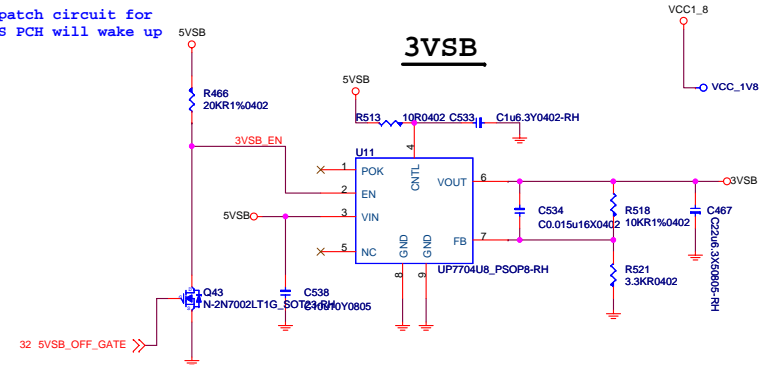 patch circuit for
S PCH will wake up
5VSB
3VSB
VCC1_8
VCC_1V8
R466
20KR1%0402
5VSB
R513
10R0402
C533
C1u6.3Y0402-RH
3VSB_EN
U11
4
1
POK
CNTL
2
EN
VOUT
6
3VSB
5VSB
3
VIN
5
NC
GND
GND
FB
7
8
9
UP7704U8_PSOP8-RH
C534
C0.015u16X0402
R518
10KR1%0402
C467
C22u6.3X50805-RH
R521
3.3KR0402
Q43
N-2N7002LT1G_SOT23-RH
C538
C10u10Y0805
32 5VSB_OFF_GATE